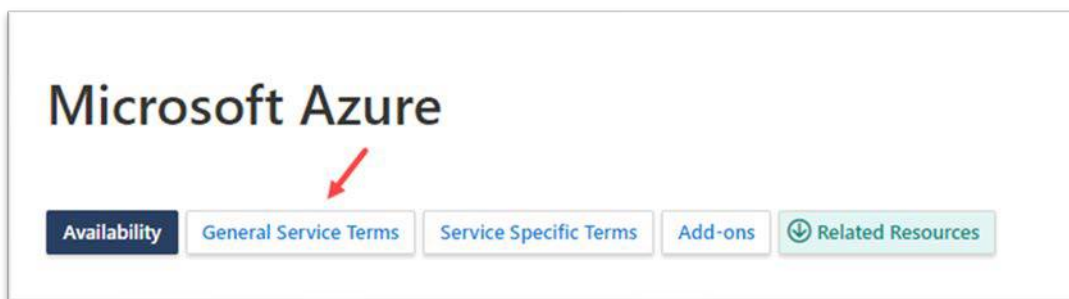 Microsoft Azure
Availability General Service Terms Service Specific Terms Add-ons Related Resources